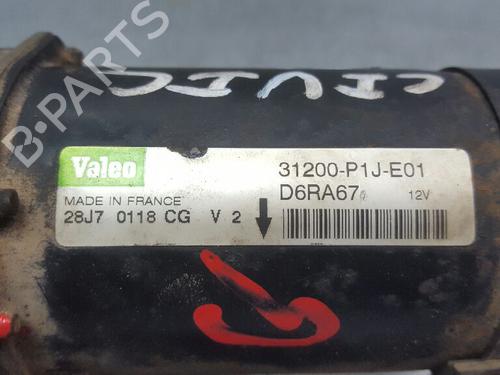 CIVIC
B-PARTS
Valeo
31200-P1J-E01
MADE IN FRANCE
D6RA67
12V
28J7 0118 CG V 2